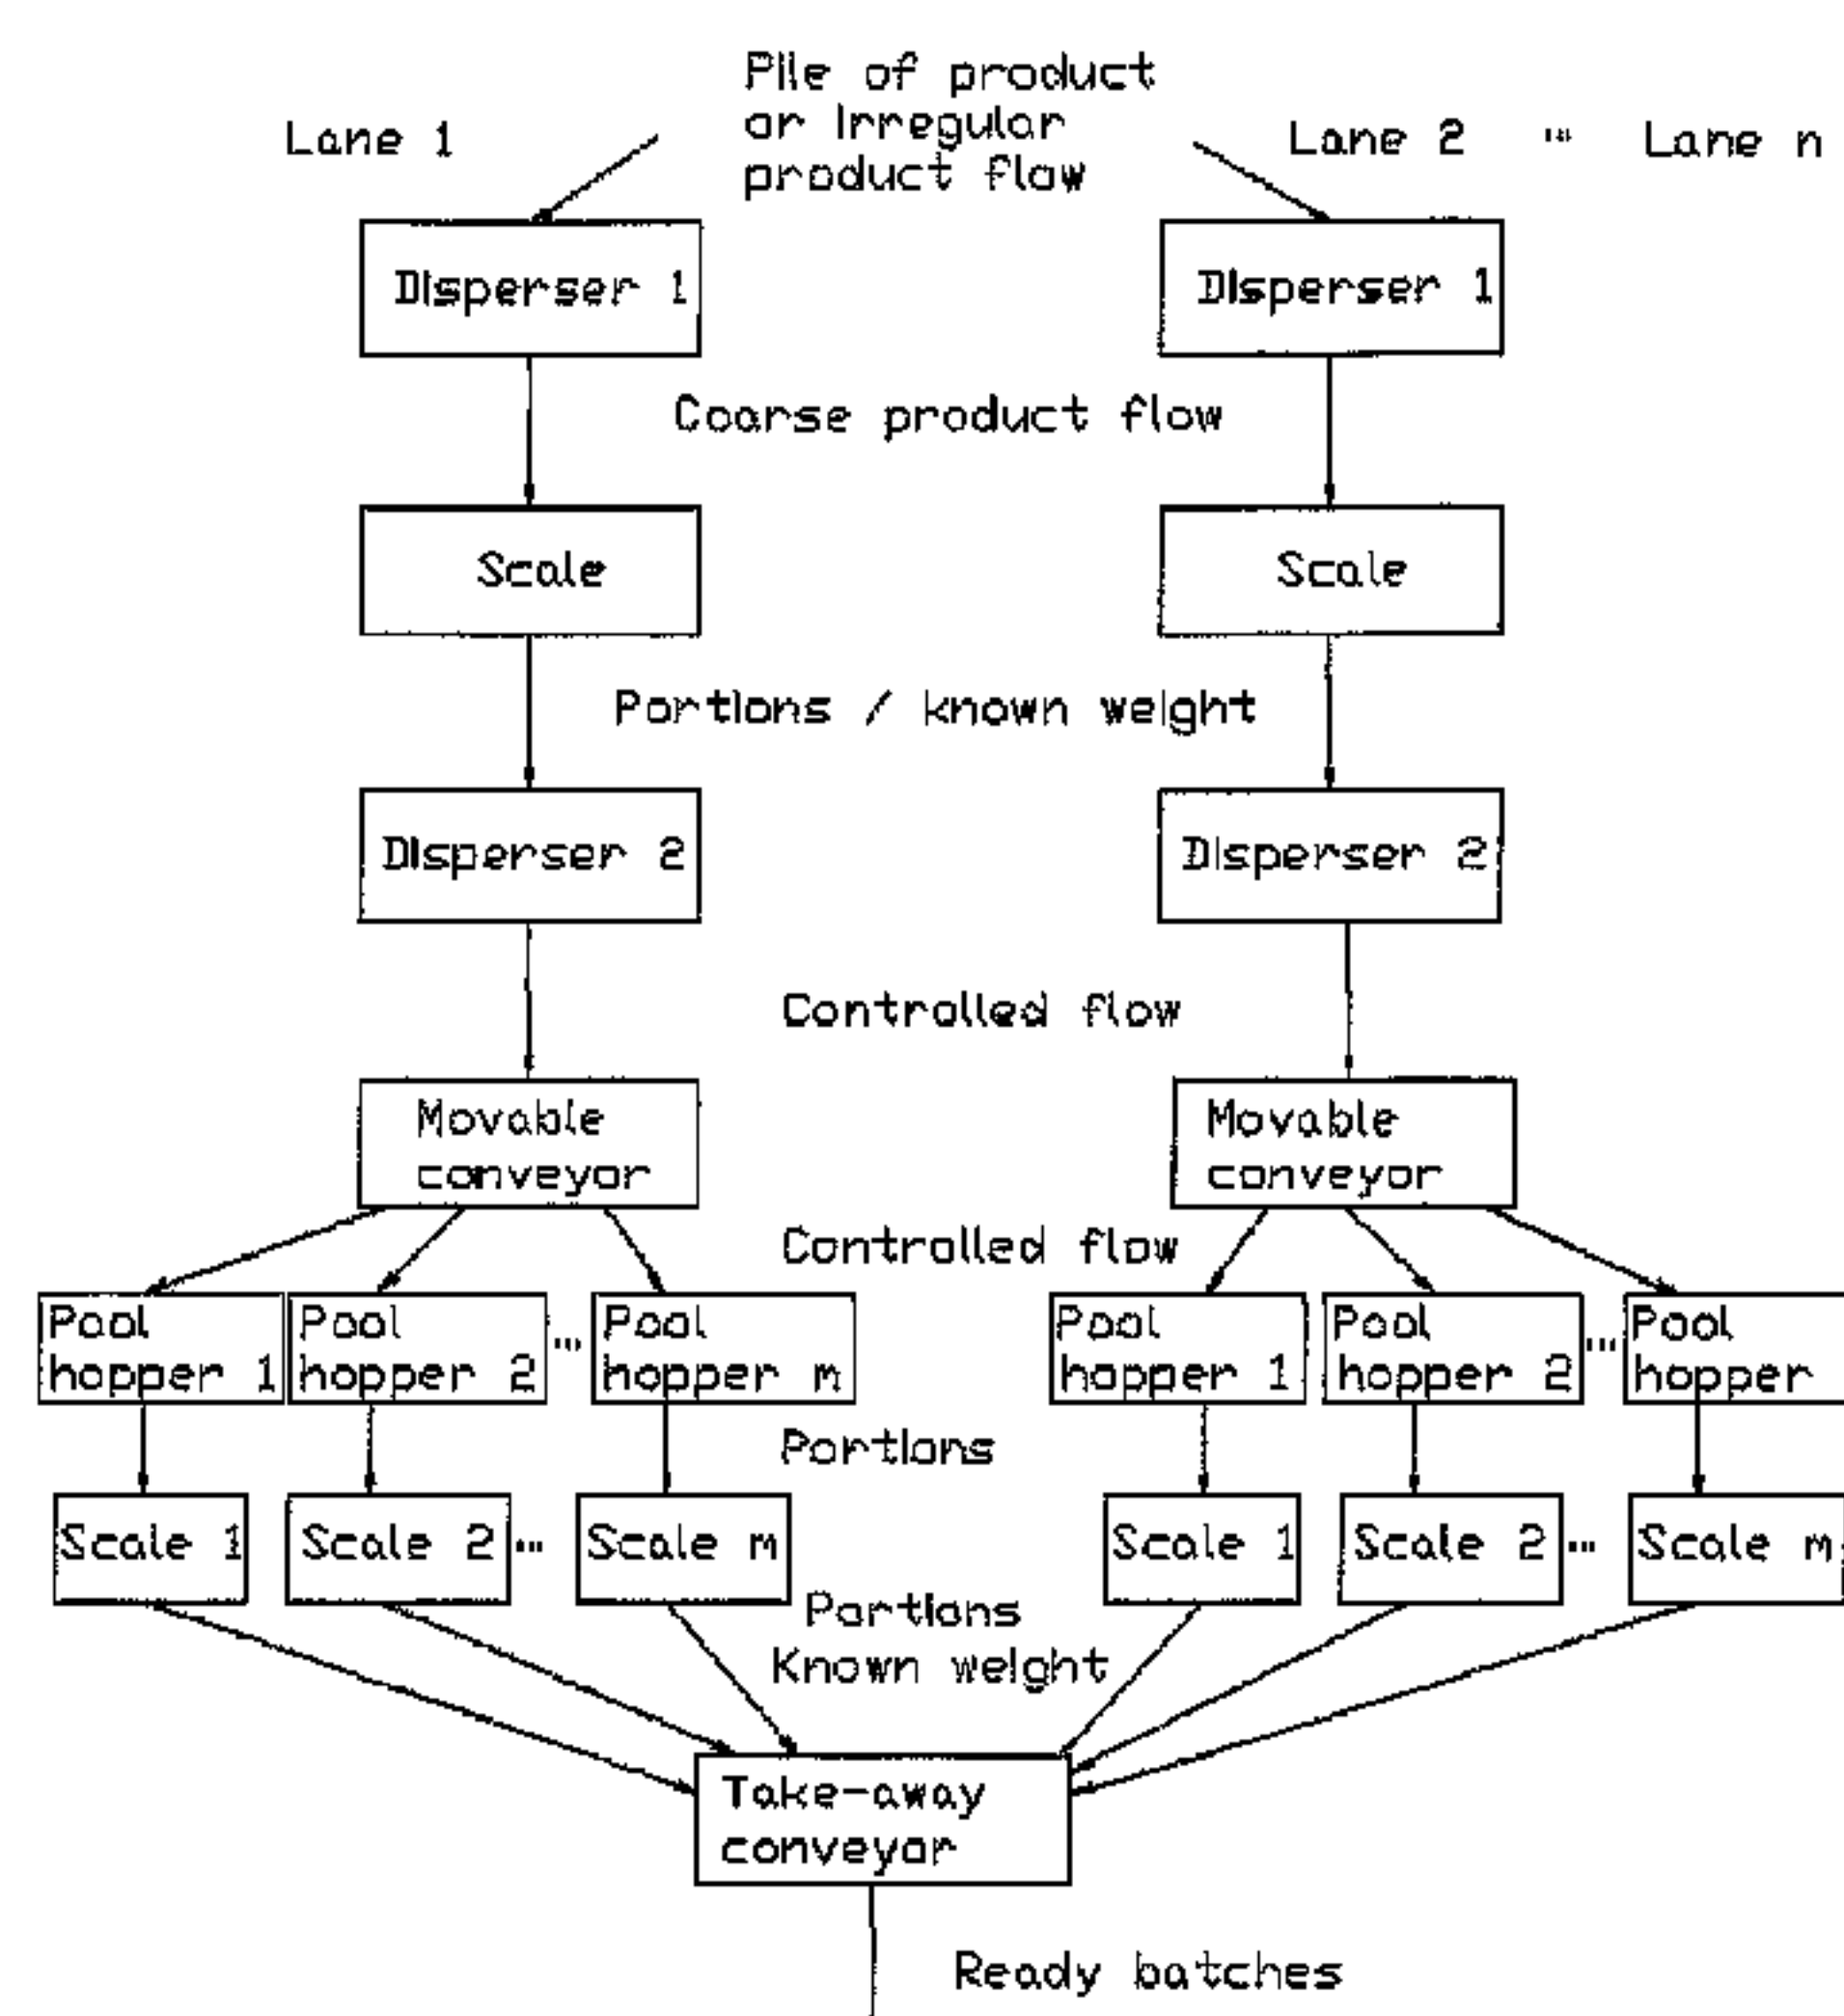 Pile of product
or irregular
product flow
Lane 1
Lane 2 ... Lane n
Disperser 1
Disperser 1
Coarse product flow
Scale
Scale
Portions / known weight
Disperser 2
Disperser 2
Controlled flow
Movable
conveyor
Movable
conveyor
Controlled flow
Pool
hopper 1
Pool
hopper 2
...
Pool
hopper m
Pool
hopper 1
Pool
hopper 2
...
Pool
hopper
Portions
Scale 1
Scale 2 ...
Scale m
Scale 1
Scale 2 ...
Scale m
Portions
Known weight
Take-away
conveyor
Ready batches